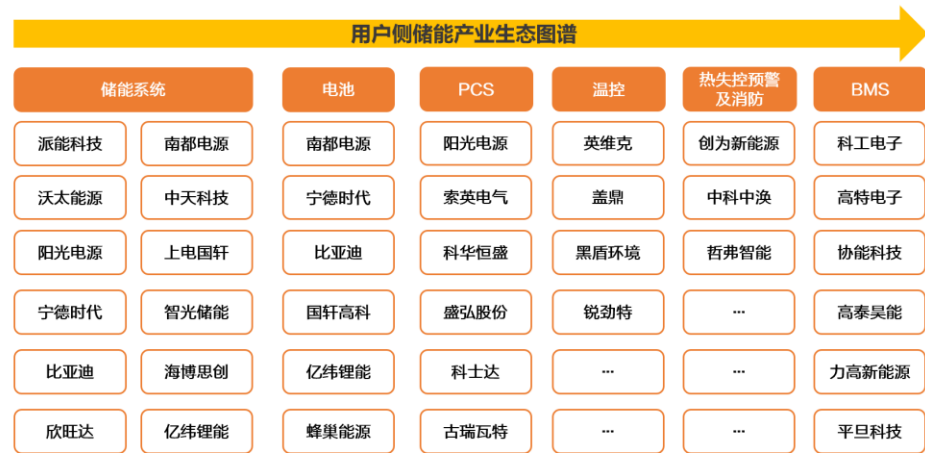 用户侧储能产业生态图谱
储能系统
电池
PCS
温控
热失控预警
及消防
BMS
派能科技
南都电源
南都电源
阳光电源
英维克
创为新能源
科工电子
沃太能源
中天科技
宁德时代
索英电气
盖鼎
中科中涣
高特电子
阳光电源
上电国轩
比亚迪
科华恒盛
黑盾环境
哲弗智能
协能科技
宁德时代
智光储能
国轩高科
盛弘股份
锐劲特
...
高泰昊能
比亚迪
海博思创
亿纬锂能
科士达
...
...
力高新能源
欣旺达
亿纬锂能
蜂巢能源
古瑞瓦特
...
...
平旦科技